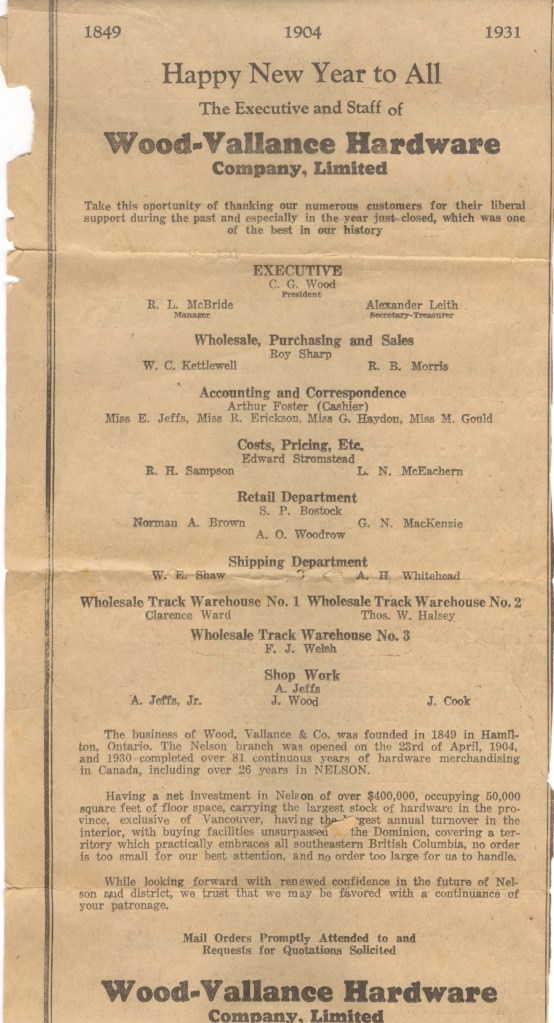 1849 1904 1931
Happy New Year to All
The Executive and Staff of
Wood-Vallance Hardware
Company, Limited
Take this oportunity of thanking our numerous customers for their liberal
support during the past and especially in the year just closed, which was one
of the best in our history
EXECUTIVE
C. G. Wood
President
R. L. McBride Alexander Leith
Manager Secretary-Treasurer
Wholesale, Purchasing and Sales
Roy Sharp
W. C. Kettlewell R. B. Morris
Accounting and Correspondence
Arthur Foster (Cashier)
Miss E. Jeffs, Miss R. Erickson, Miss G. Haydon, Miss M. Gould
Costs, Pricing, Etc.
Edward Stromstead
R. H. Sampson L. N. McEachern
Retail Department
S. P. Bostock
Norman A. Brown G. N. MacKenzie
A. O. Woodrow
Shipping Department
W. E. Shaw A. H Whitehead
Wholesale Track Warehouse No. 1 Wholesale Track Warehouse No. 2
Clarence Ward Thos. W. Halsey
Wholesale Track Warehouse No. 3
F. J. Welsh
Shop Work
A. Jeffs
A. Jeffs, Jr. J. Wood J. Cook
The business of Wood, Vallance & Co. was founded in 1849 in Hamil-
ton, Ontario. The Nelson branch was opened on the 23rd of April, 1904,
and 1930 completed over 81 continuous years of hardware merchandising
in Canada, including over 26 years in NELSON.
Having a net investment in Nelson of over $400,000, occupying 50,000
square feet of floor space, carrying the largest stock of hardware in the pro-
vince, exclusive of Vancouver, having the largest annual turnover in the
interior, with buying facilities unsurpassed the Dominion, covering a ter-
ritory which practically embraces all southeastern British Columbia, no order
is too small for our best attention, and no order too large for us to handle.
While looking forward with renewed confidence in the future of Nel-
son and district, we trust that we may be favored with a continuance of
your patronage.
Mail Orders Promptly Attended to and
Requests for Quotations Solicited
Wood-Vallance Hardware
Company, Limited